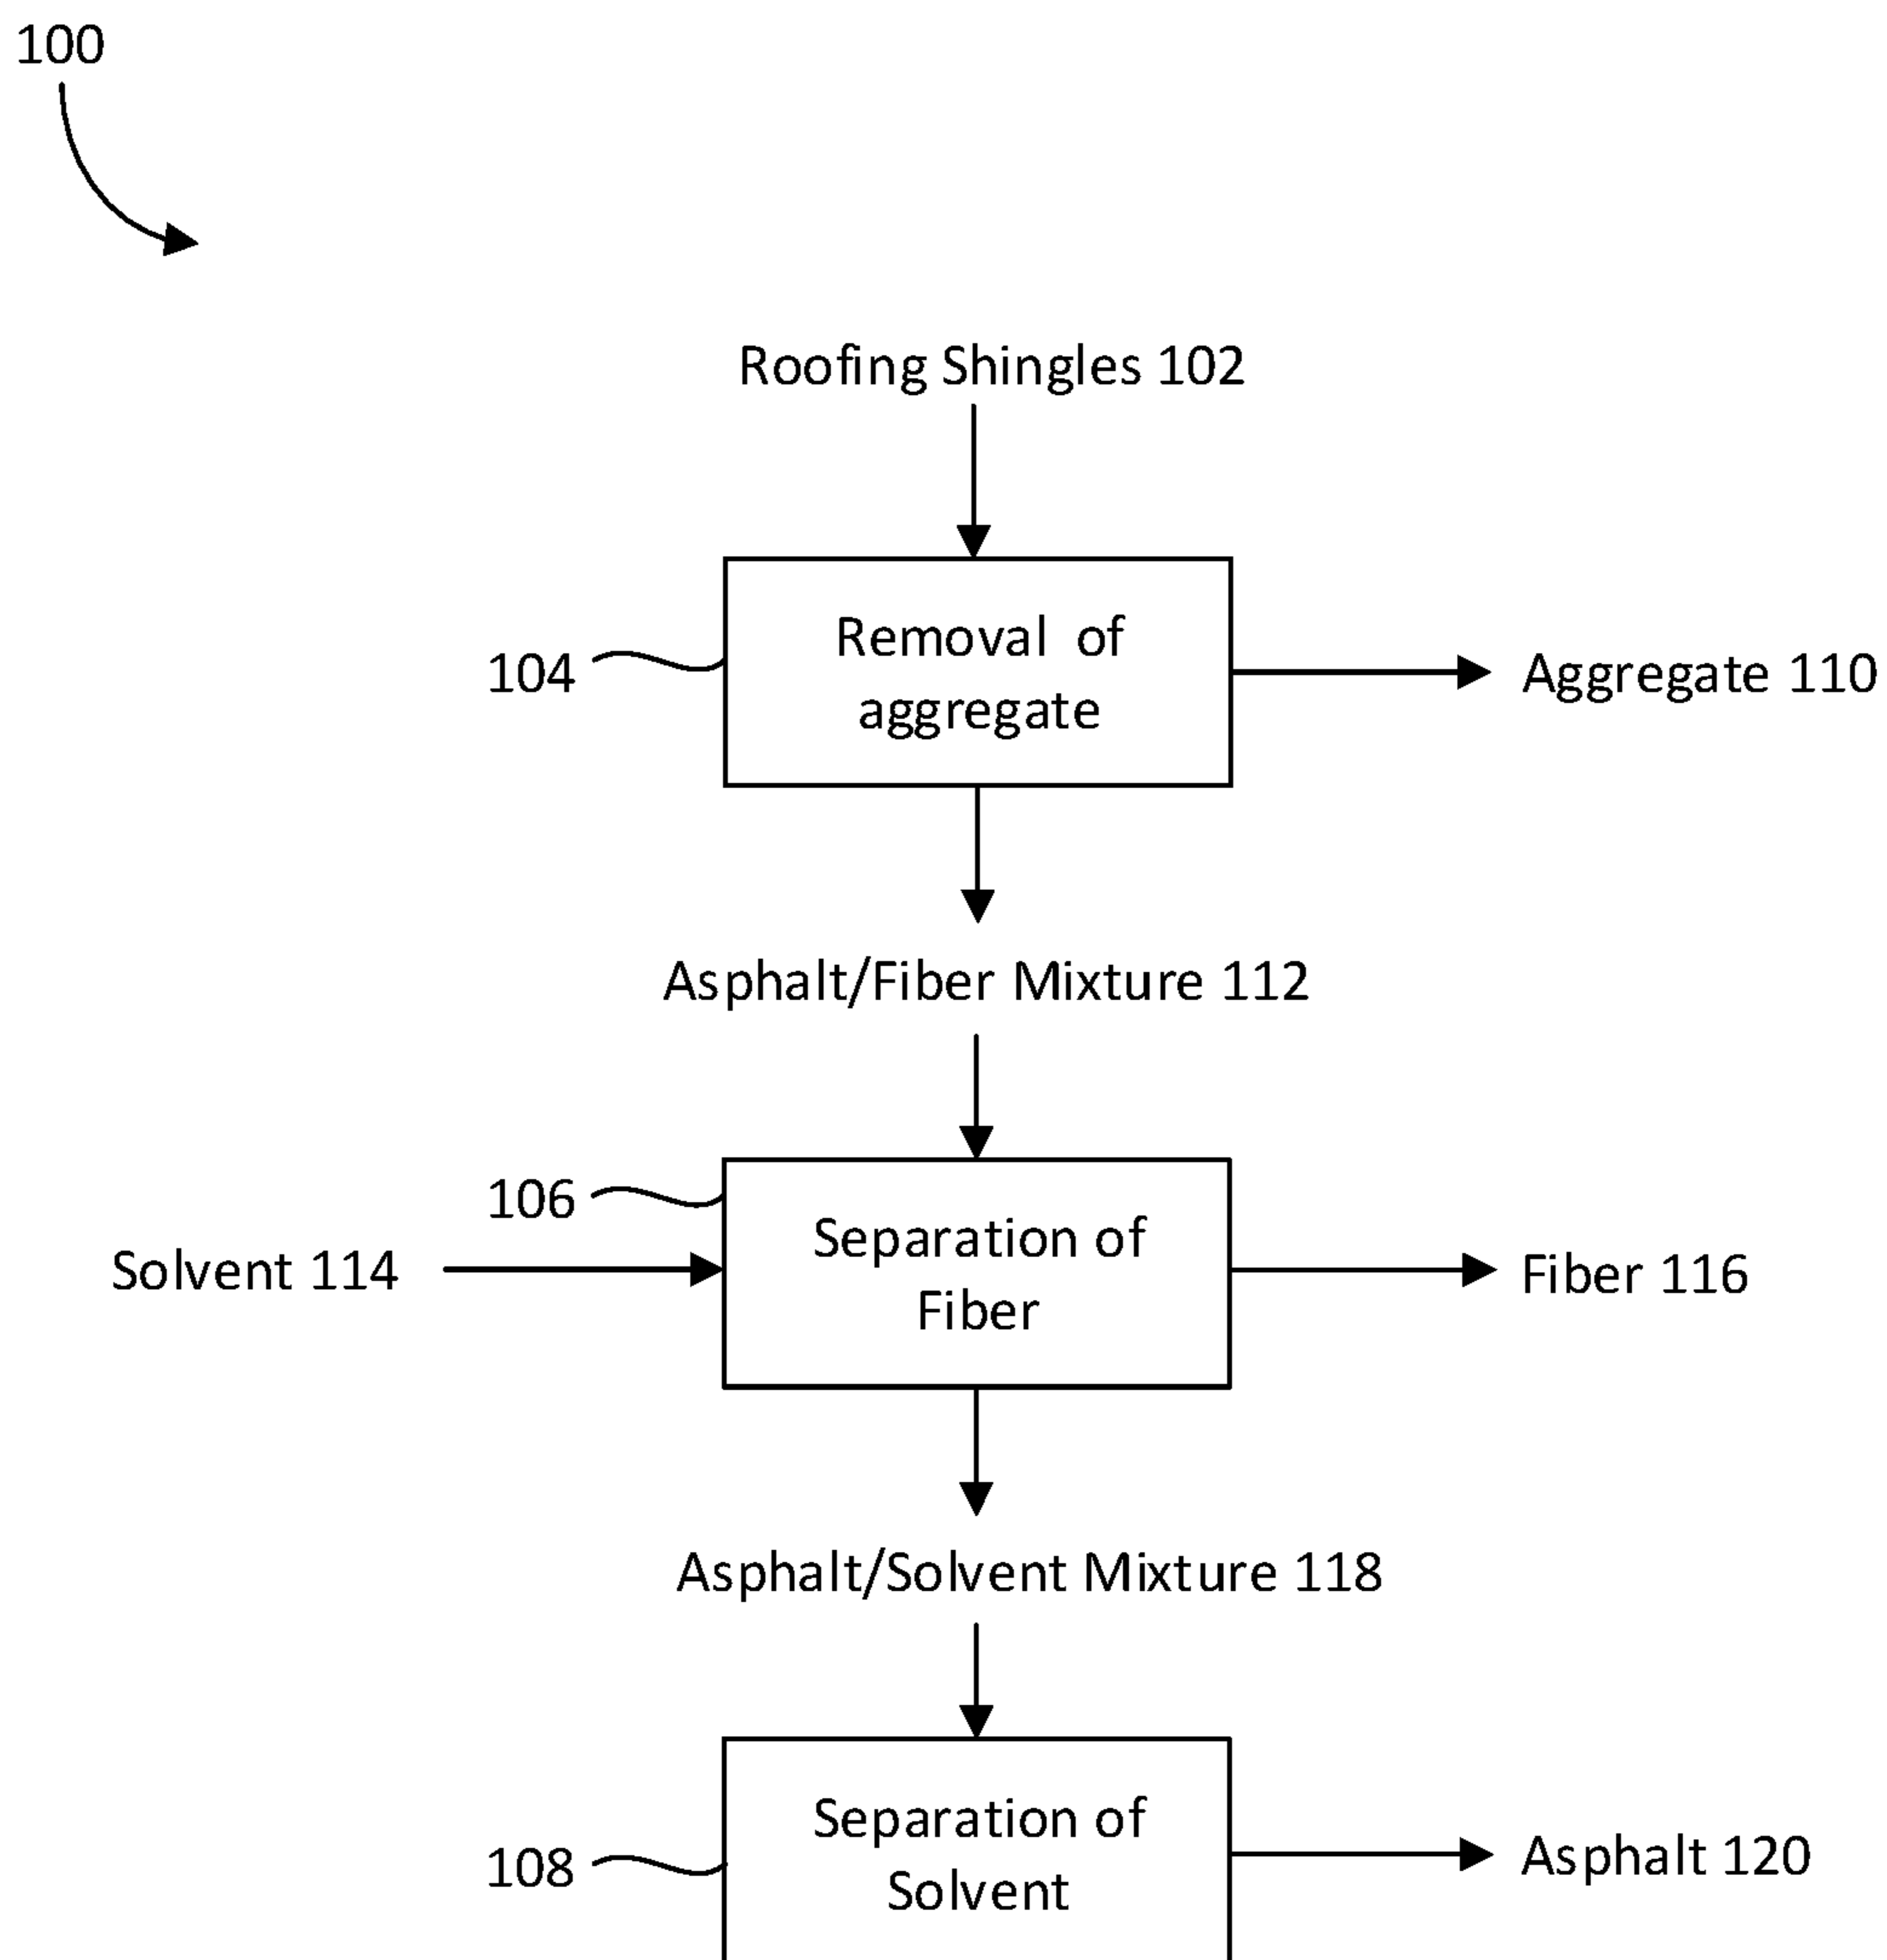 100
Roofing Shingles 102
Removal of
aggregate
104
Aggregate 110
Asphalt/Fiber Mixture 112
106
Separation of
Fiber
Solvent 114
Fiber 116
Asphalt/Solvent Mixture 118
Separation of
Solvent
108
Asphalt 120